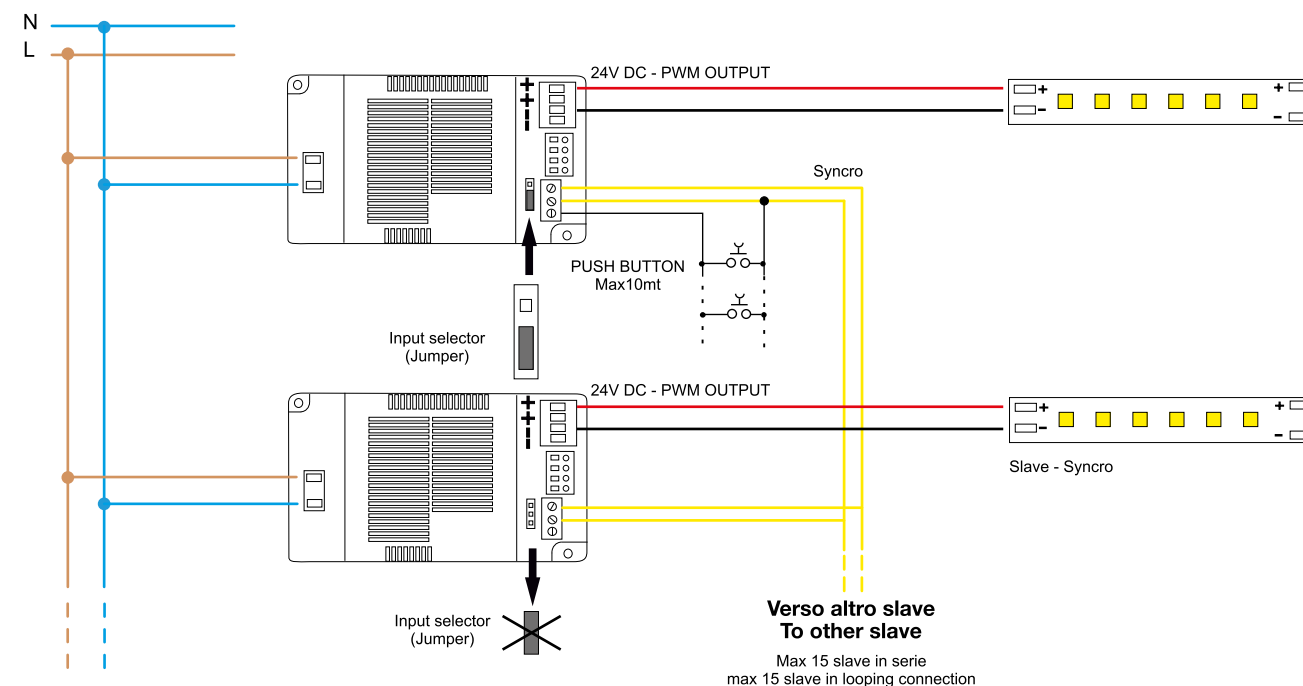 N
L
24V DC - PWM OUTPUT
+
+
-
-
+
-
+
-
Syncro
PUSH BUTTON
Max10mt
Input selector
(Jumper)
24V DC - PWM OUTPUT
+
+
-
-
+
-
+
-
Slave - Syncro
Input selector
(Jumper)
Verso altro slave
To other slave
Max 15 slave in serie
max 15 slave in looping connection